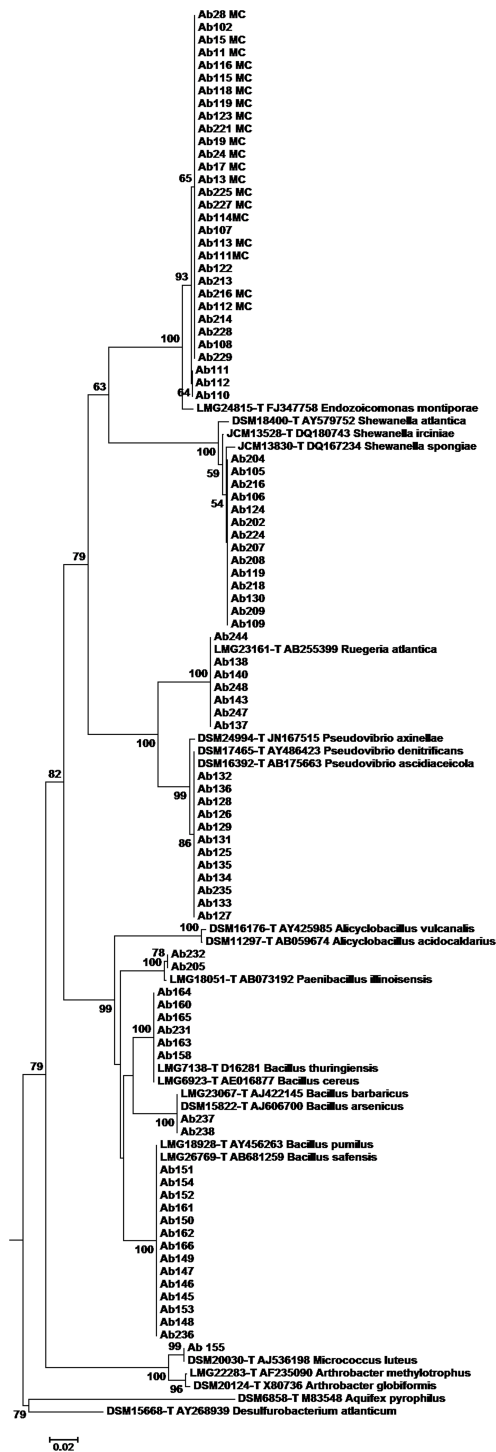 Ab28 MC
Ab102
Ab15 MC
Ab11 MC
Ab116 MC
Ab115 MC
Ab118 MC
Ab119 MC
Ab123 MC
Ab221 MC
Ab19 MC
Ab24 MC
Ab17 MC
65 Ab13 MC
Ab225 MC
Ab227 MC
Ab114MC
Ab107
Ab113 MC
Ab111MC
Ab122
93 Ab213
Ab216 MC
Ab112 MC
Ab214
Ab228
100 Ab108
Ab229
Ab111
63 Ab112
64 Ab110
LMG24815-T FJ347758 Endozoicomonas montiporae
DSM18400-T AY579752 Shewanella atlantica
JCM13528-T DQ180743 Shewanella irciniae
100 JCM13830-T DQ167234 Shewanella spongiae
Ab204
59 Ab105
Ab216
54 Ab106
Ab124
Ab202
Ab224
Ab207
79 Ab208
Ab119
Ab218
Ab130
Ab209
Ab109
Ab244
LMG23161-T AB255399 Ruegeria atlantica
Ab138
100 Ab140
Ab248
Ab143
Ab247
Ab137
100 DSM24994-T JN167515 Pseudovibrio axinellae
DSM17465-T AY486423 Pseudovibrio denitrificans
DSM16392-T AB175663 Pseudovibrio ascidiaceicola
82 Ab132
99 Ab136
Ab128
Ab126
Ab129
86 Ab131
Ab125
Ab135
Ab134
Ab235
Ab133
Ab127
100 DSM16176-T AY425985 Alicyclobacillus vulcanalis
DSM11297-T AB059674 Alicyclobacillus acidocaldarius
78 Ab232
100 Ab205
LMG18051-T AB073192 Paenibacillus illinoisensis
Ab164
99 Ab160
Ab165
100 Ab231
Ab163
Ab158
79 LMG7138-T D16281 Bacillus thuringiensis
LMG6923-T AE016877 Bacillus cereus
LMG23067-T AJ422145 Bacillus barbaricus
DSM15822-T AJ606700 Bacillus arsenicus
100 Ab237
Ab238
LMG18928-T AY456263 Bacillus pumilus
LMG26769-T AB681259 Bacillus safensis
Ab151
Ab154
Ab152
Ab161
Ab150
Ab162
100 Ab166
Ab149
Ab147
Ab146
Ab145
Ab153
Ab148
Ab236
99 Ab 155
DSM20030-T AJ536198 Micrococcus luteus
100 LMG22283-T AF235090 Arthrobacter methylotrophus
96 DSM20124-T X80736 Arthrobacter globiformis
DSM6858-T M83548 Aquifex pyrophilus
79 DSM15668-T AY268939 Desulfurobacterium atlanticum
0.02